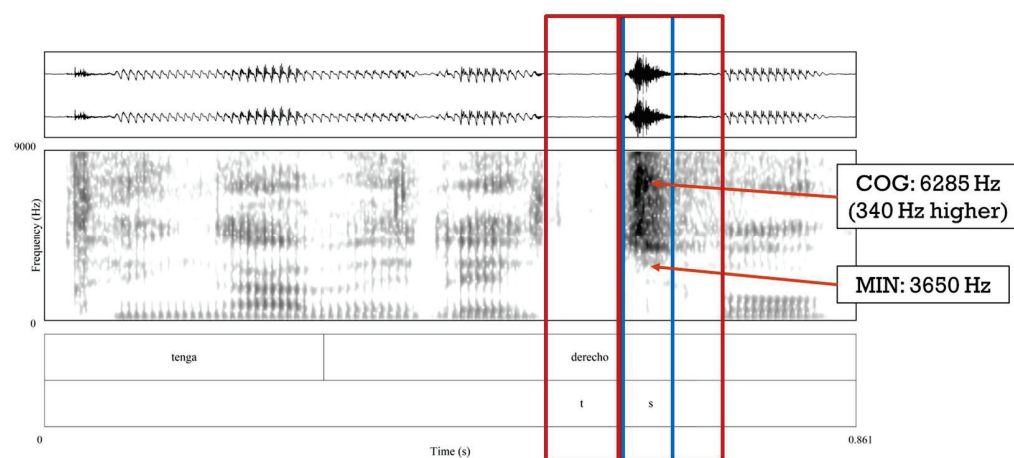 9000
Frequency (Hz)
0
COG: 6285 Hz
(340 Hz higher)
MIN: 3650 Hz
tenga
derecho
t
s
0
Time (s)
0.861